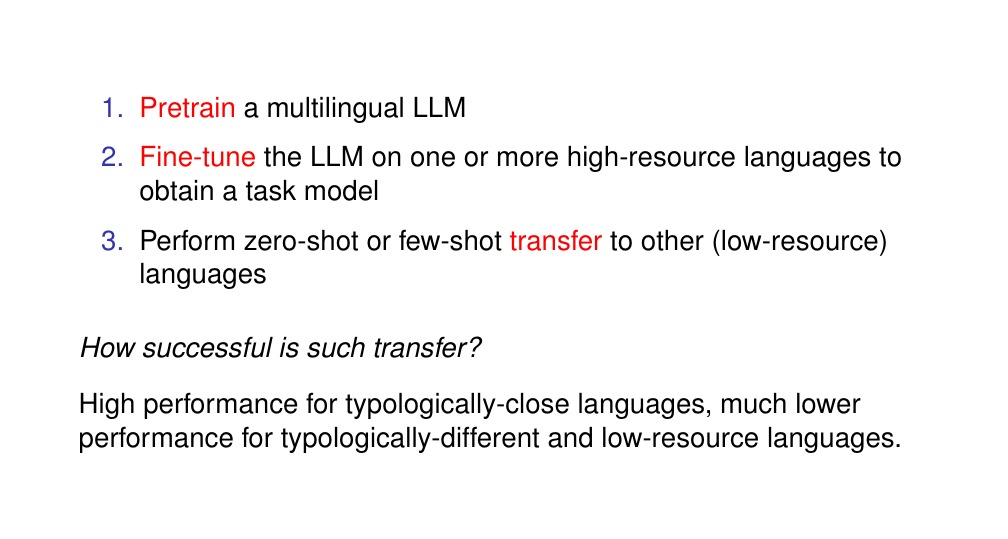 1. Pretrain a multilingual LLM
2. Fine-tune the LLM on one or more high-resource languages to
obtain a task model
3. Perform zero-shot or few-shot transfer to other (low-resource)
languages
How successful is such transfer?
High performance for typologically-close languages, much lower
performance for typologically-different and low-resource languages.